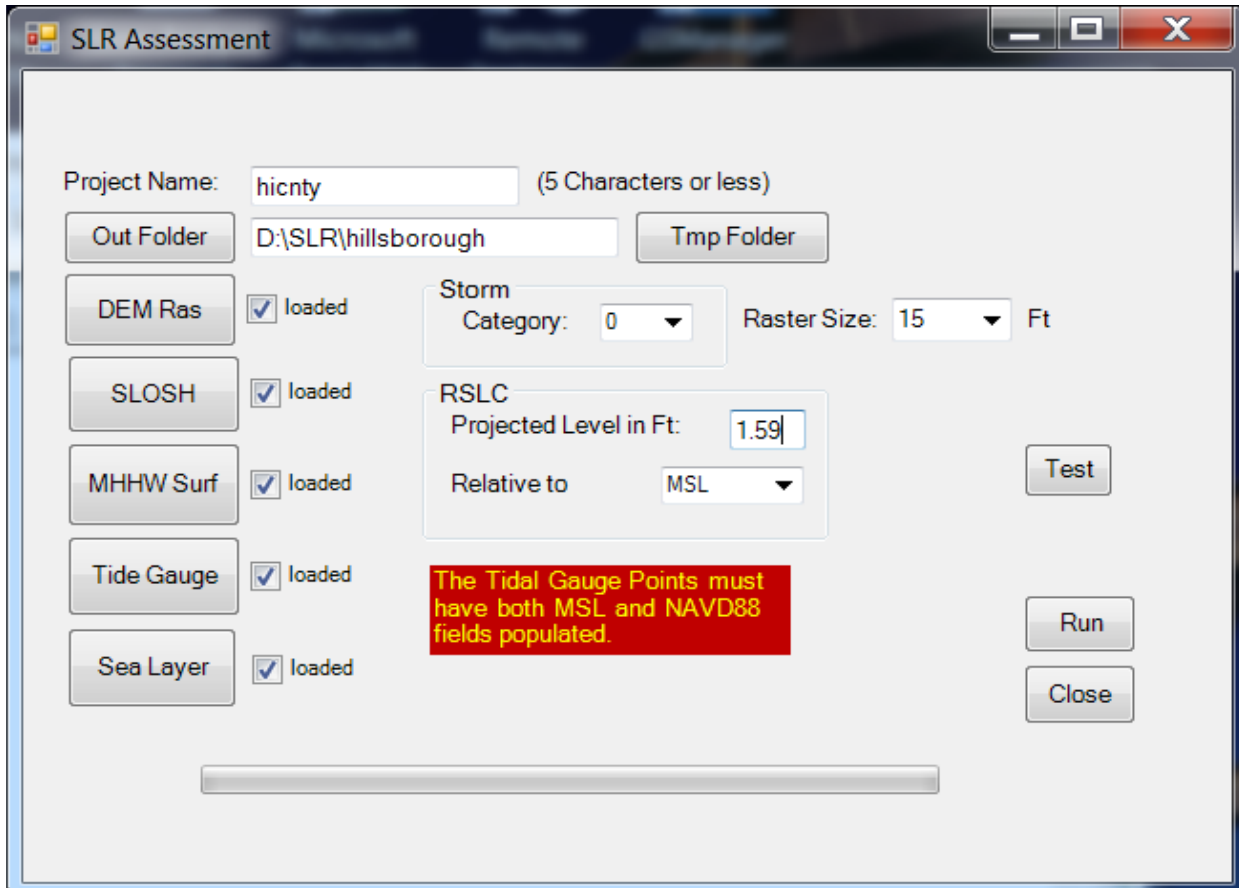 SLR Assessment
Project Name: hicnty (5 Characters or less)
Out Folder D:\SLR\hillsborough Tmp Folder
DEM Ras loaded
Storm
Category: 0
Raster Size: 15 Ft
SLOSH loaded
RSLC
Projected Level in Ft: 1.59
MHHW Surf loaded
Relative to MSL
Test
Tide Gauge loaded
The Tidal Gauge Points must
have both MSL and NAVD88
fields populated.
Run
Sea Layer loaded
Close